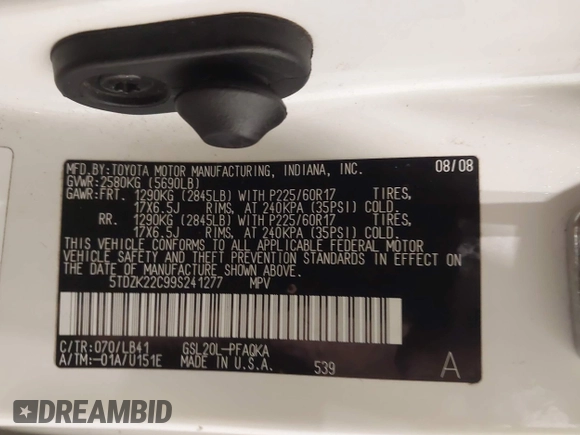 MFD.BY:TOYOTA MOTOR MANUFACTURING, INDIANA, INC. 08/08
GVWR:2580KG (5690LB)
GAWR:FRT. 1290KG (2845LB) WITH P225/60R17 TIRES,
17X6.5J RIMS, AT 240KPA (35PSI) COLD.
RR. 1290KG (2845LB) WITH P225/60R17 TIRES,
17X6.5J RIMS, AT 240KPA (35PSI) COLD.
THIS VEHICLE CONFORMS TO ALL APPLICABLE FEDERAL MOTOR
VEHICLE SAFETY AND THEFT PREVENTION STANDARDS IN EFFECT ON
THE DATE OF MANUFACTURE SHOWN ABOVE.
5TDZK22C99S241277 MPV
C/TR:070/LB41 GSL20L-PFAQKA
A/TM:-01A/U151E MADE IN U.S.A. 539 A
DREAMBID